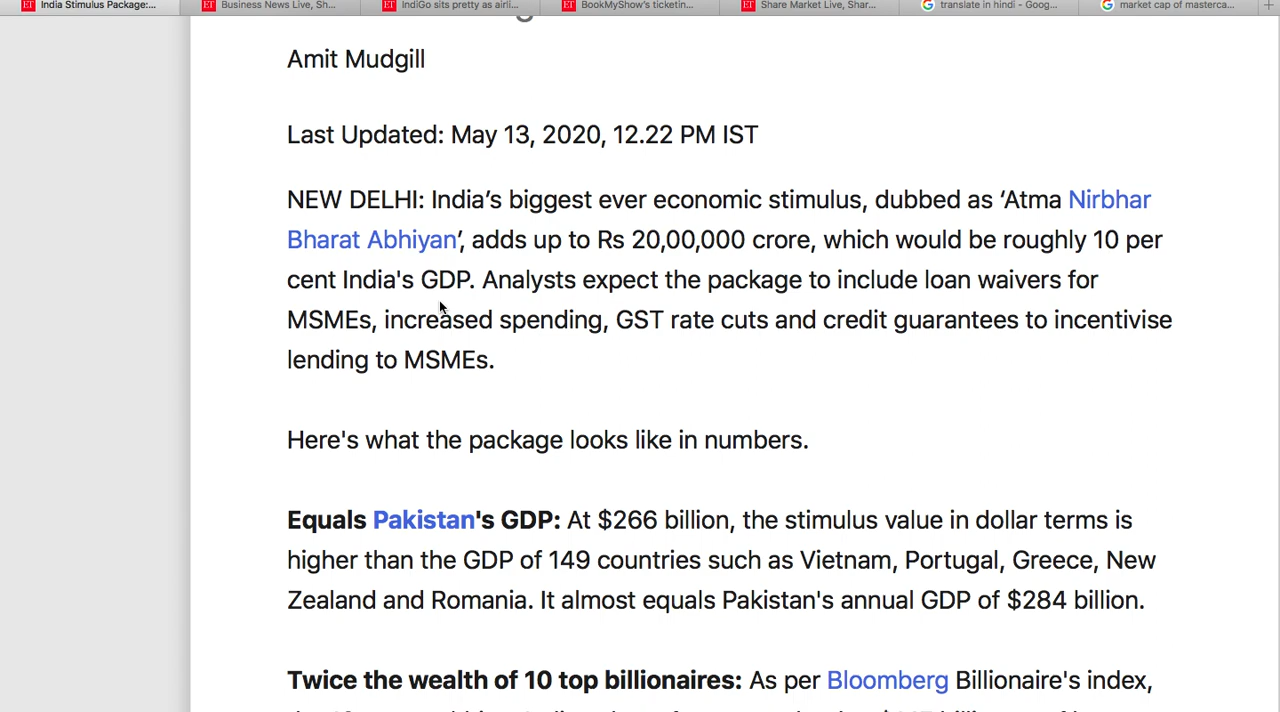 India Stimulus Package:...
Business News Live, Sh...
IndiGo sits pretty as airli...
BookMyShow's ticketin...
Share Market Live, Shar...
translate in hindi - Goog...
market cap of masterca...
Amit Mudgill
Last Updated: May 13, 2020, 12.22 PM IST
NEW DELHI: India’s biggest ever economic stimulus, dubbed as ‘Atma Nirbhar
Bharat Abhiyan’, adds up to Rs 20,00,000 crore, which would be roughly 10 per
cent India's GDP. Analysts expect the package to include loan waivers for
MSMEs, increased spending, GST rate cuts and credit guarantees to incentivise
lending to MSMEs.
Here's what the package looks like in numbers.
Equals Pakistan's GDP: At $266 billion, the stimulus value in dollar terms is
higher than the GDP of 149 countries such as Vietnam, Portugal, Greece, New
Zealand and Romania. It almost equals Pakistan's annual GDP of $284 billion.
Twice the wealth of 10 top billionaires: As per Bloomberg Billionaire's index,